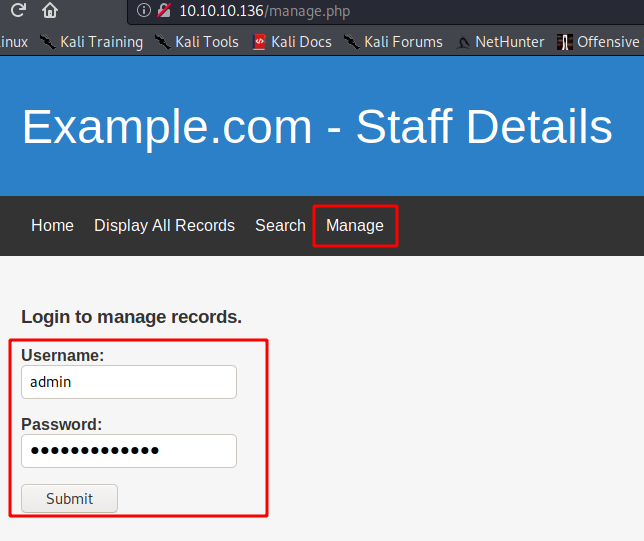 10.10.10.136/manage.php
inux Kali Training Kali Tools Kali Docs Kali Forums NetHunter Offensive
Example.com - Staff Details
Home Display All Records Search Manage
Login to manage records.
Username:
admin
Password:
●●●●●●●●●●●●●
Submit